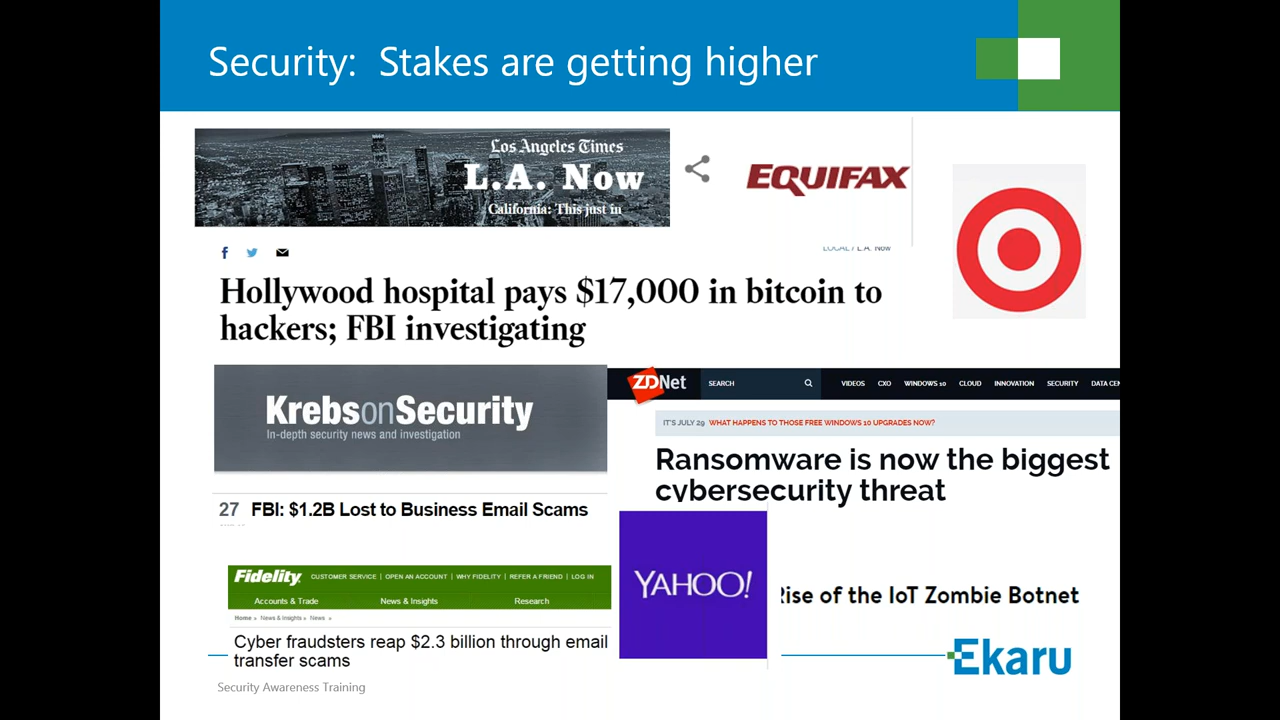 Security:  Stakes are getting higher
Los Angeles Times
L.A. Now
California: This just in
EQUIFAX
LOCAL / L.A. Now
Hollywood hospital pays $17,000 in bitcoin to
hackers; FBI investigating
KrebsonSecurity
In-depth security news and investigation
27 FBI: $1.2B Lost to Business Email Scams
ZDNet SEARCH VIDEOS CXO WINDOWS 10 CLOUD INNOVATION SECURITY DATA CEN
IT'S JULY 29 WHAT HAPPENS TO THOSE FREE WINDOWS 10 UPGRADES NOW?
Ransomware is now the biggest
cybersecurity threat
Fidelity CUSTOMER SERVICE | OPEN AN ACCOUNT | WHY FIDELITY | REFER A FRIEND | LOG IN
Accounts & Trade News & Insights Research
Home » News & Insights » News »
Cyber fraudsters reap $2.3 billion through email
transfer scams
YAHOO!
Rise of the IoT Zombie Botnet
Ekaru
Security Awareness Training